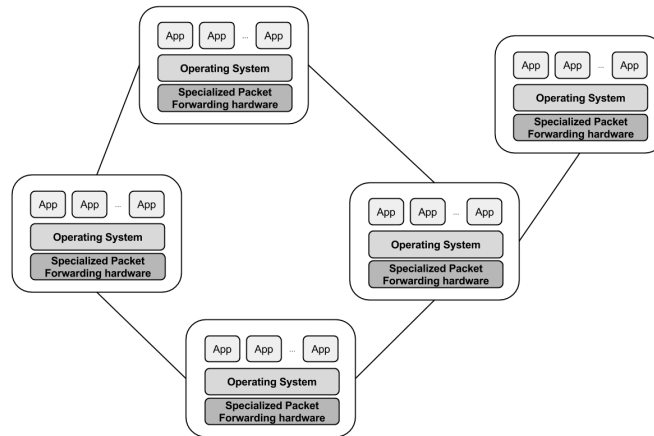 App App ... App
Operating System
Specialized Packet
Forwarding hardware
App App ... App
Operating System
Specialized Packet
Forwarding hardware
App App ... App
Operating System
Specialized Packet
Forwarding hardware
App App ... App
Operating System
Specialized Packet
Forwarding hardware
App App ... App
Operating System
Specialized Packet
Forwarding hardware